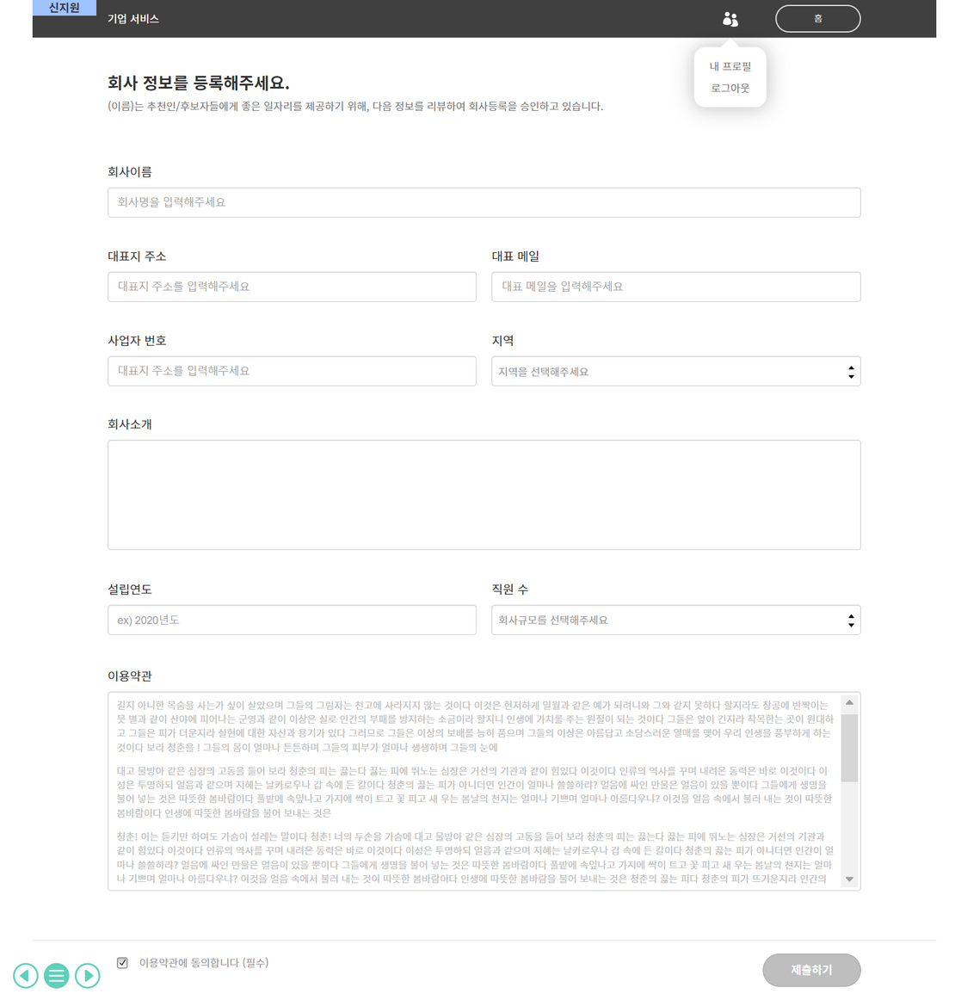 신지원
기업 서비스
홈
내 프로필
로그아웃
회사 정보를 등록해주세요.
(이름)는 추천인/후보자들에게 좋은 일자리를 제공하기 위해, 다음 정보를 리뷰하여 회사등록을 승인하고 있습니다.
회사이름
회사명을 입력해주세요
대표지 주소
대표 메일
대표지 주소를 입력해주세요
대표 메일을 입력해주세요
사업자 번호
지역
대표지 주소를 입력해주세요
지역을 선택해주세요
회사소개
설립연도
직원 수
ex) 2020년도
회사규모를 선택해주세요
이용약관
길지 아니한 목숨을 사는가 싶이 살았으며 그들의 그림자는 천고에 사라지지 않는 것이다 이것은 현저하게 일월과 같은 예가 되려니와 그와 같지 못하다 할지라도 창공에 반짝이는
뭇 별과 같이 산야에 피어나는 군영과 같이 이상은 실로 인간의 부패를 방지하는 소금이라 할지니 인생에 가치를 주는 원질이 되는 것이다 그들은 앞이 긴지라 착목한는 곳이 원대하
고 그들은 피가 더운지라 실현에 대한 자신과 용기가 있다 그러므로 그들은 이상의 보배를 능히 품으며 그들의 이상은 아름답고 소담스러운 열매를 맺어 우리 인생을 풍부하게 하는
것이다 보라 청춘을 ! 그들의 몸이 얼마나 튼튼하며 그들의 피부가 얼마나 생생하며 그들의 눈에
대고 물방아 같은 심장의 고동을 들어 보라 청춘의 피는 끓는다 끓는 피에 뛰노는 심장은 거선의 기관과 같이 힘있다 이것이다 인류의 역사를 꾸며 내려온 동력은 바로 이것이다 이
성은 투명하되 얼음과 같으며 지혜는 날카로우나 갑 속에 든 칼이다 청춘의 끓는 피가 아니더면 인간이 얼마나 쓸쓸하랴? 얼음에 싸인 만물은 얼음이 있을 뿐이다 그들에게 생명을
불어 넣는 것은 따뜻한 봄바람이다 풀밭에 속잎나고 가지에 싹이 트고 꽃 피고 새 우는 봄날의 천지는 얼마나 기쁘며 얼마나 아름다우냐? 이것을 얼음 속에서 불러 내는 것이 따뜻한
봄바람이다 인생에 따뜻한 봄바람을 불어 보내는 것은
청춘! 이는 듣기만 하여도 가슴이 설레는 말이다 청춘! 너의 두손을 가슴에 대고 물방아 같은 심장의 고동을 들어 보라 청춘의 피는 끓는다 끓는 피에 뛰노는 심장은 거선의 기관과
같이 힘있다 이것이다 인류의 역사를 꾸며 내려온 동력은 바로 이것이다 이성은 투명하되 얼음과 같으며 지혜는 날카로우나 갑 속에 든 칼이다 청춘의 끓는 피가 아니더면 인간이 얼
마나 쓸쓸하랴? 얼음에 싸인 만물은 얼음이 있을 뿐이다 그들에게 생명을 불어 넣는 것은 따뜻한 봄바람이다 풀밭에 속잎나고 가지에 싹이 트고 꽃 피고 새 우는 봄날의 천지는 얼마
나 기쁘며 얼마나 아름다우냐? 이것을 얼음 속에서 불러 내는 것이 따뜻한 봄바람이다 인생에 따뜻한 봄바람을 불어 보내는 것은 청춘의 끓는 피다 청춘의 피가 뜨거운지라 인간의
이용약관에 동의합니다 (필수)
제출하기